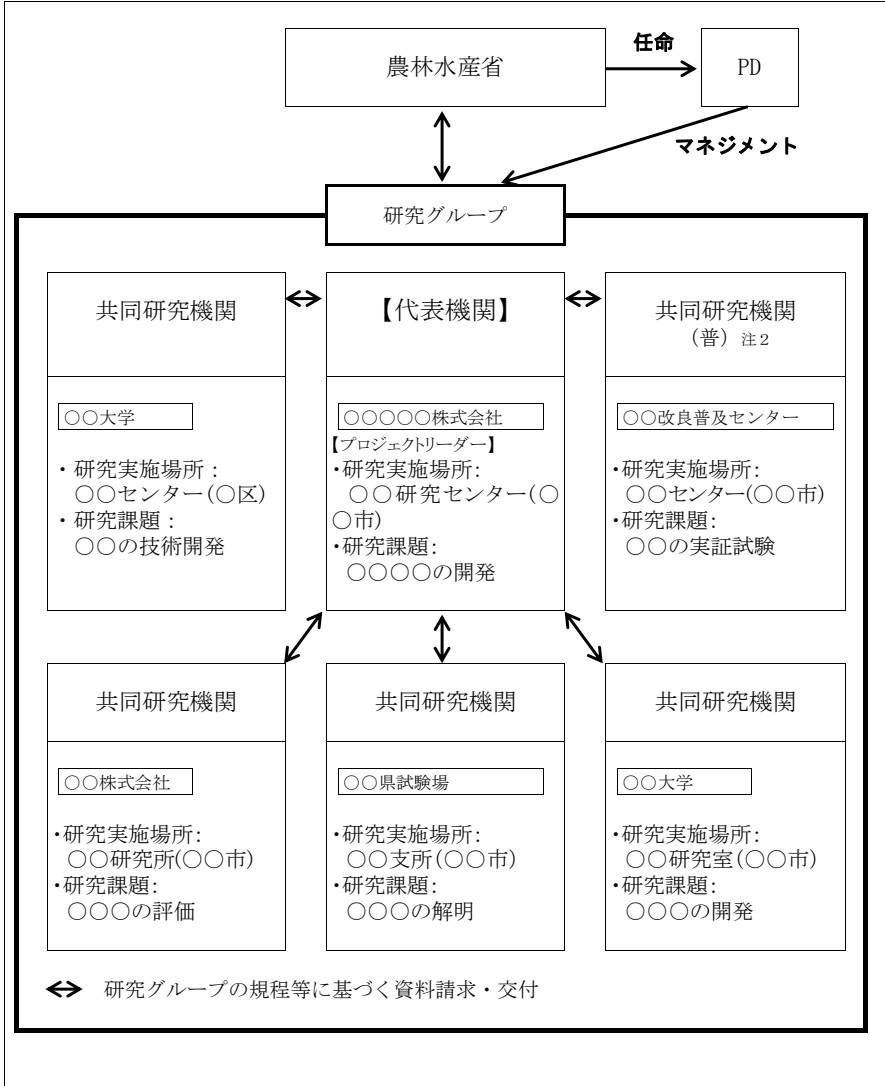 農林水産省
任命
PD
マネジメント
研究グループ
共同研究機関
○○大学
・研究実施場所：
○○センター（○区）
・研究課題：
○○の技術開発
【代表機関】
○○○○○株式会社
【プロジェクトリーダー】
・研究実施場所：
○○研究センター（○
○市）
・研究課題：
○○○○の開発
共同研究機関
（普）注２
○○改良普及センター
・研究実施場所：
○○センター（○○市）
・研究課題：
○○の実証試験
共同研究機関
○○株式会社
・研究実施場所：
○○研究所（○○市）
・研究課題：
○○○の評価
共同研究機関
○○県試験場
・研究実施場所：
○○支所（○○市）
・研究課題：
○○○の解明
共同研究機関
○○大学
・研究実施場所：
○○研究室（○○市）
・研究課題：
○○○の開発
⇔ 研究グループの規程等に基づく資料請求・交付